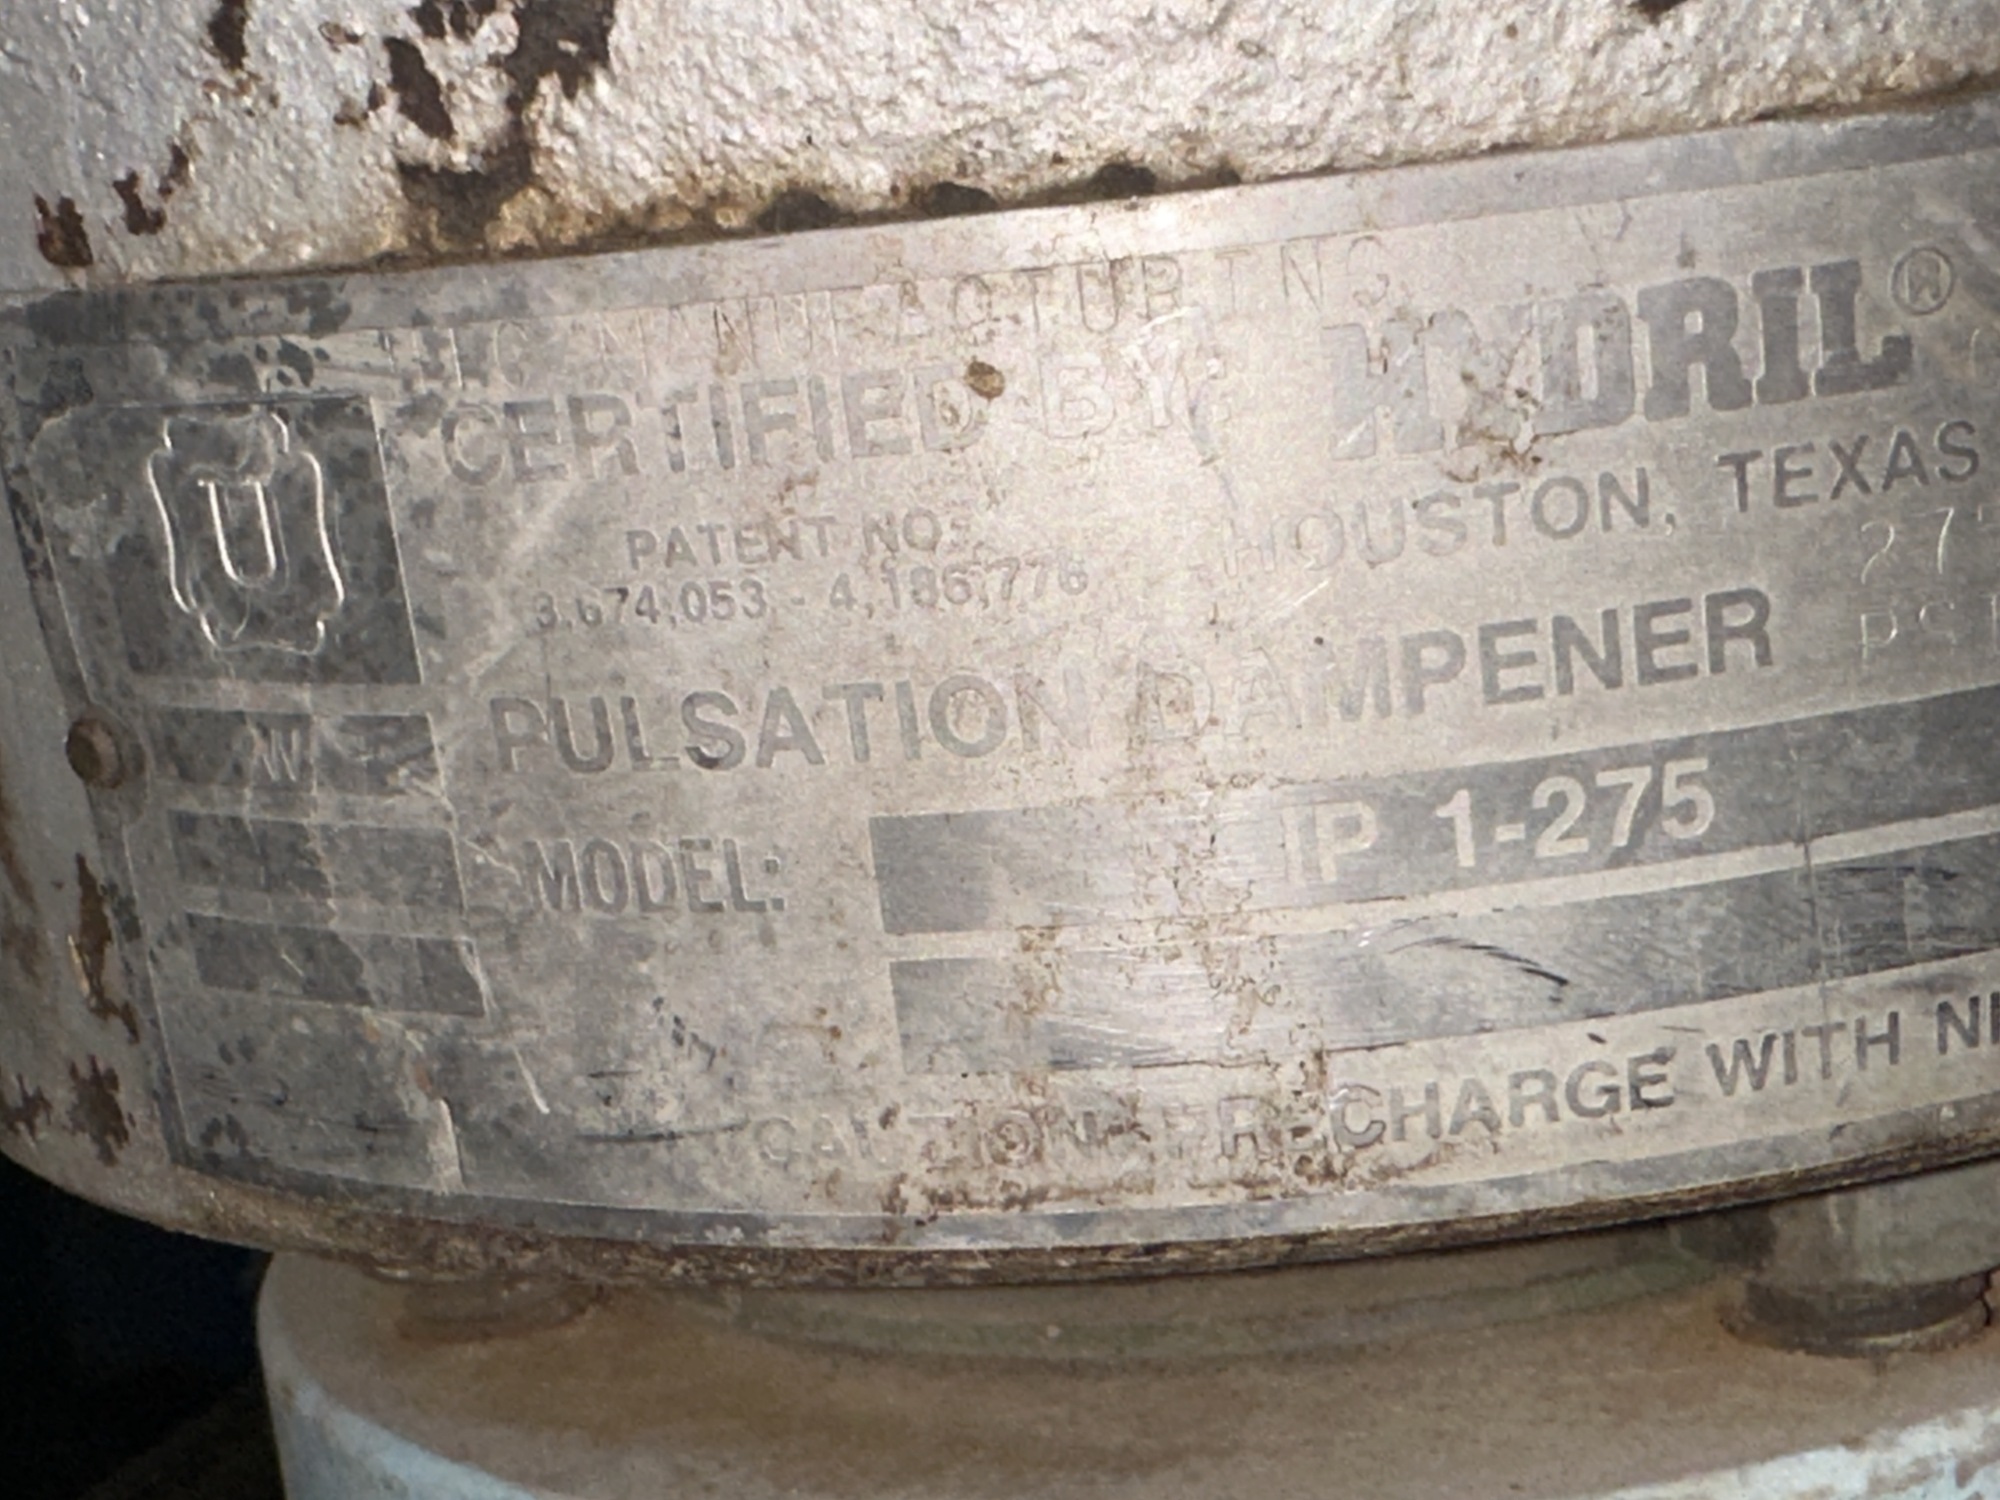 MANUFACTURING
CERTIFIED BY: HYDRIL®
U
PATENT NO.
HOUSTON, TEXAS
3,674,053 - 4,186,776
PULSATION DAMPENER
W
MODEL: IP 1-275
CAUTION: PRECHARGE WITH